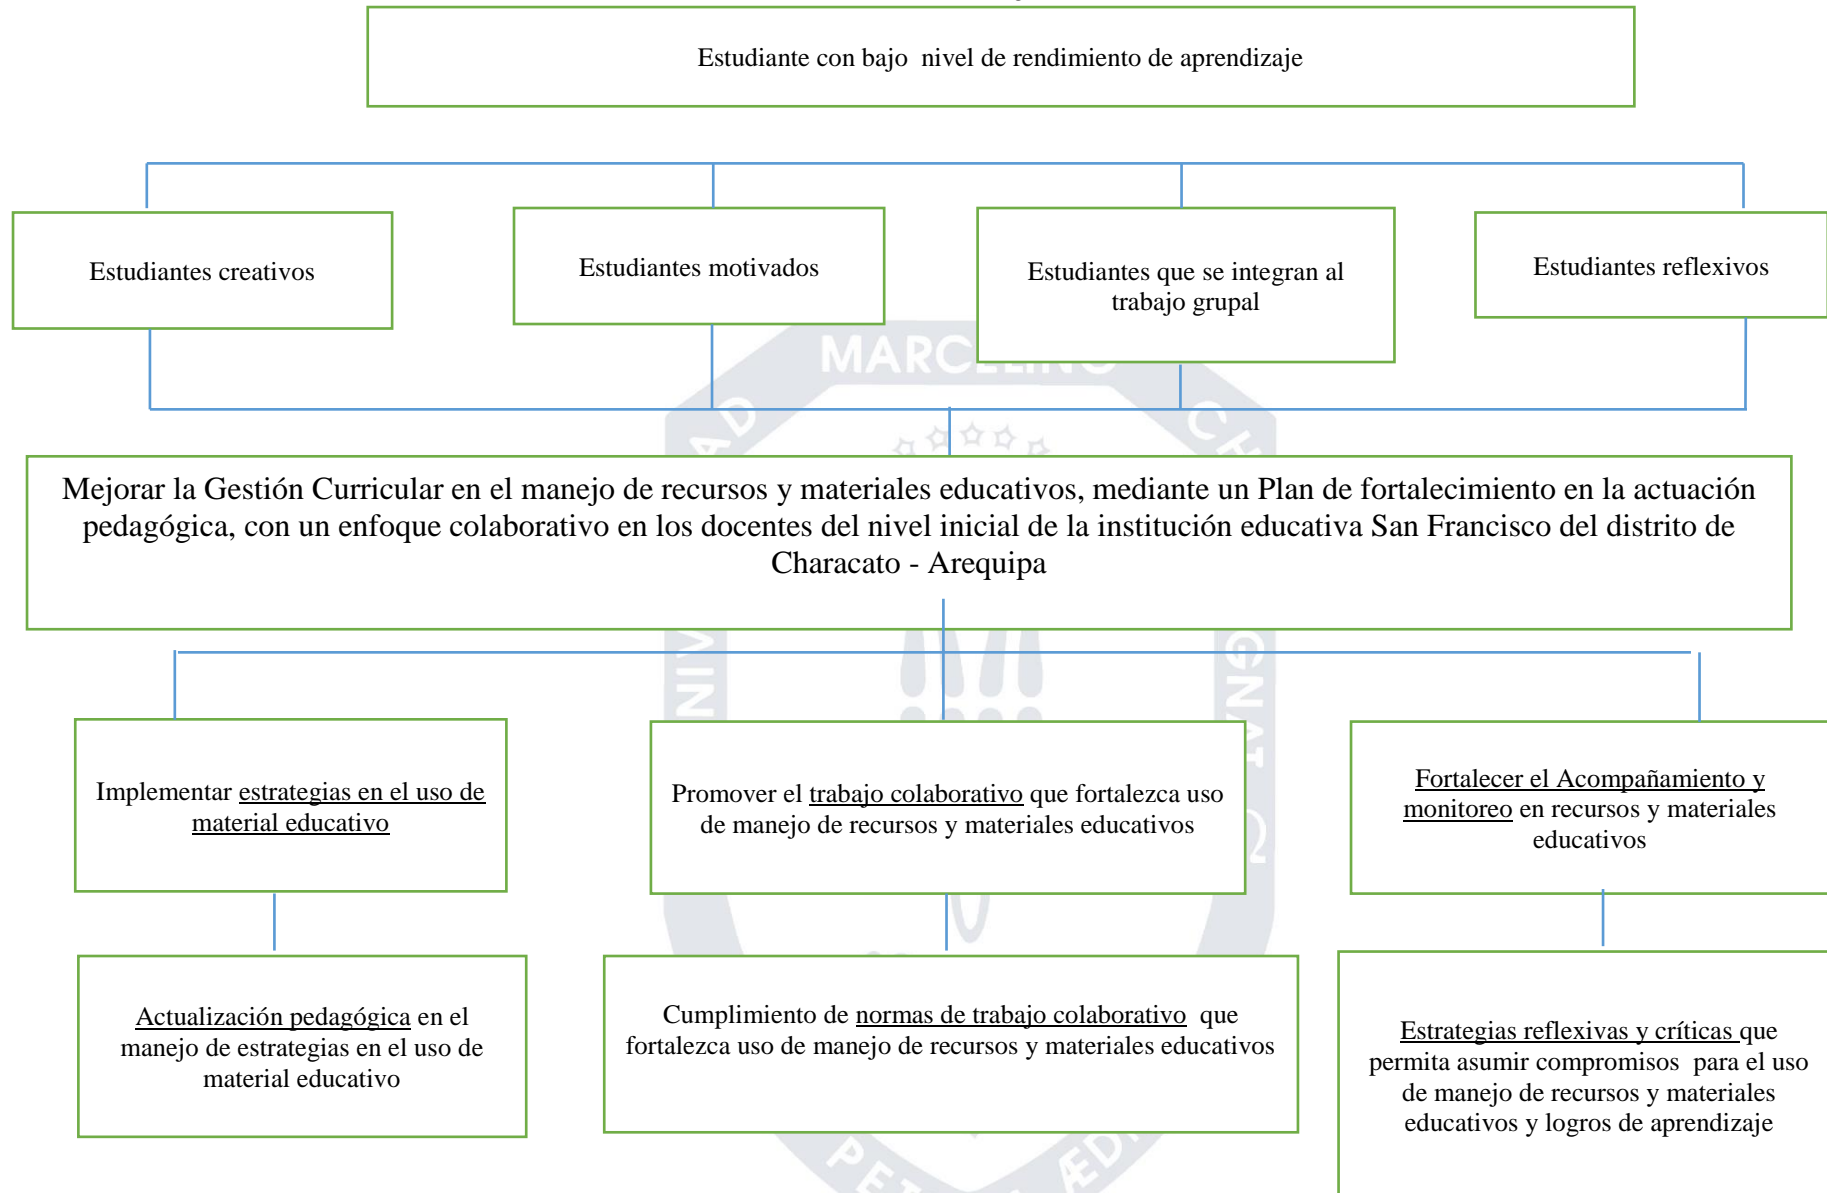 Estudiante con bajo  nivel de rendimiento de aprendizaje
Estudiantes creativos
Estudiantes motivados
Estudiantes que se integran al
trabajo grupal
Estudiantes reflexivos
MARCELINO
Mejorar la Gestión Curricular en el manejo de recursos y materiales educativos, mediante un Plan de fortalecimiento en la actuación
pedagógica, con un enfoque colaborativo en los docentes del nivel inicial de la institución educativa San Francisco del distrito de
Characato - Arequipa
Implementar estrategias en el uso de
material educativo
Promover el trabajo colaborativo que fortalezca uso
de manejo de recursos y materiales educativos
Fortalecer el Acompañamiento y
monitoreo en recursos y materiales
educativos
Actualización pedagógica en el
manejo de estrategias en el uso de
material educativo
Cumplimiento de normas de trabajo colaborativo  que
fortalezca uso de manejo de recursos y materiales educativos
Estrategias reflexivas y críticas que
permita asumir compromisos  para el uso
de manejo de recursos y materiales
educativos y logros de aprendizaje